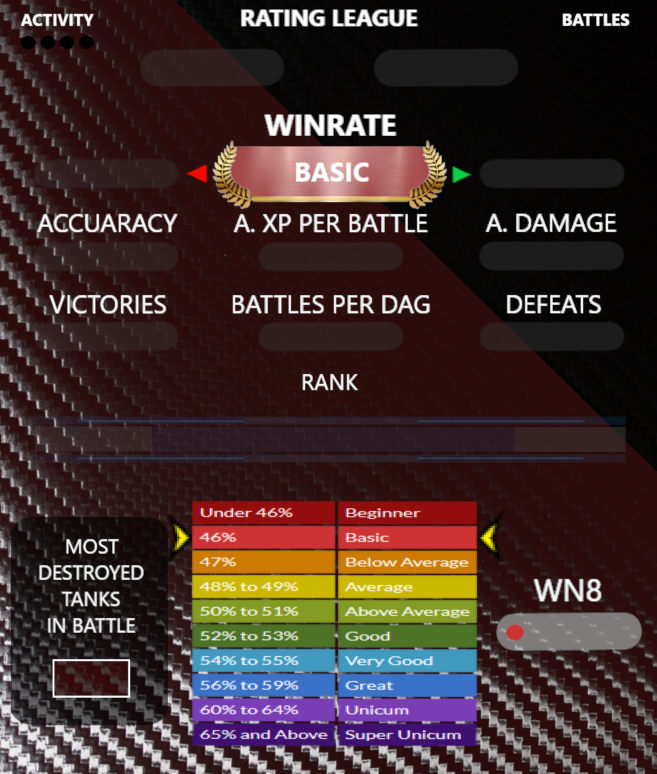 ACTIVITY
RATING LEAGUE
BATTLES
WINRATE
BASIC
ACCUARACY
A. XP PER BATTLE
A. DAMAGE
VICTORIES
BATTLES PER DAG
DEFEATS
RANK
Under 46% Beginner
46% Basic
47% Below Average
48% to 49% Average
50% to 51% Above Average
52% to 53% Good
54% to 55% Very Good
56% to 59% Great
60% to 64% Unicum
65% and Above Super Unicum
MOST
DESTROYED
TANKS
IN BATTLE
WN8